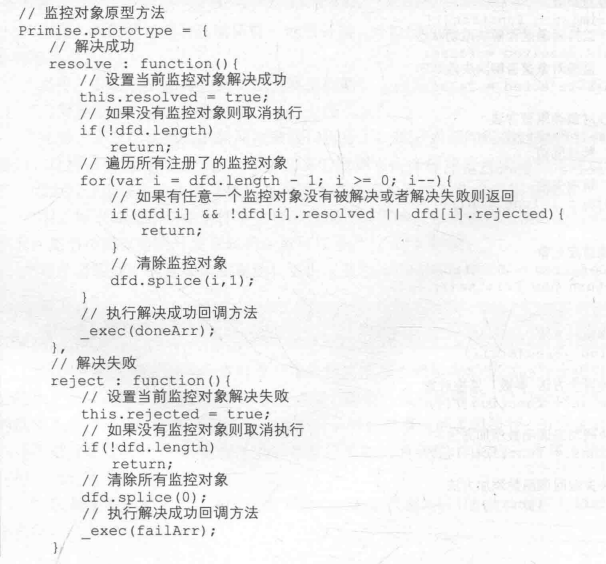 // 监控对象原型方法
Primise.prototype = {
// 解决成功
resolve : function(){
// 设置当前监控对象解决成功
this.resolved = true;
// 如果没有监控对象则取消执行
if(!dfd.length)
return;
// 遍历所有注册了的监控对象
for(var i = dfd.length - 1; i >= 0; i--){
// 如果有任意一个监控对象没有被解决或者解决失败则返回
if(dfd[i] && !dfd[i].resolved || dfd[i].rejected){
return;
}
// 清除监控对象
dfd.splice(i,1);
}
// 执行解决成功回调方法
_exec(doneArr);
},
// 解决失败
reject : function(){
// 设置当前监控对象解决失败
this.rejected = true;
// 如果没有监控对象则取消执行
if(!dfd.length)
return;
// 清除所有监控对象
dfd.splice(0);
// 执行解决成功回调方法
_exec(failArr);
}